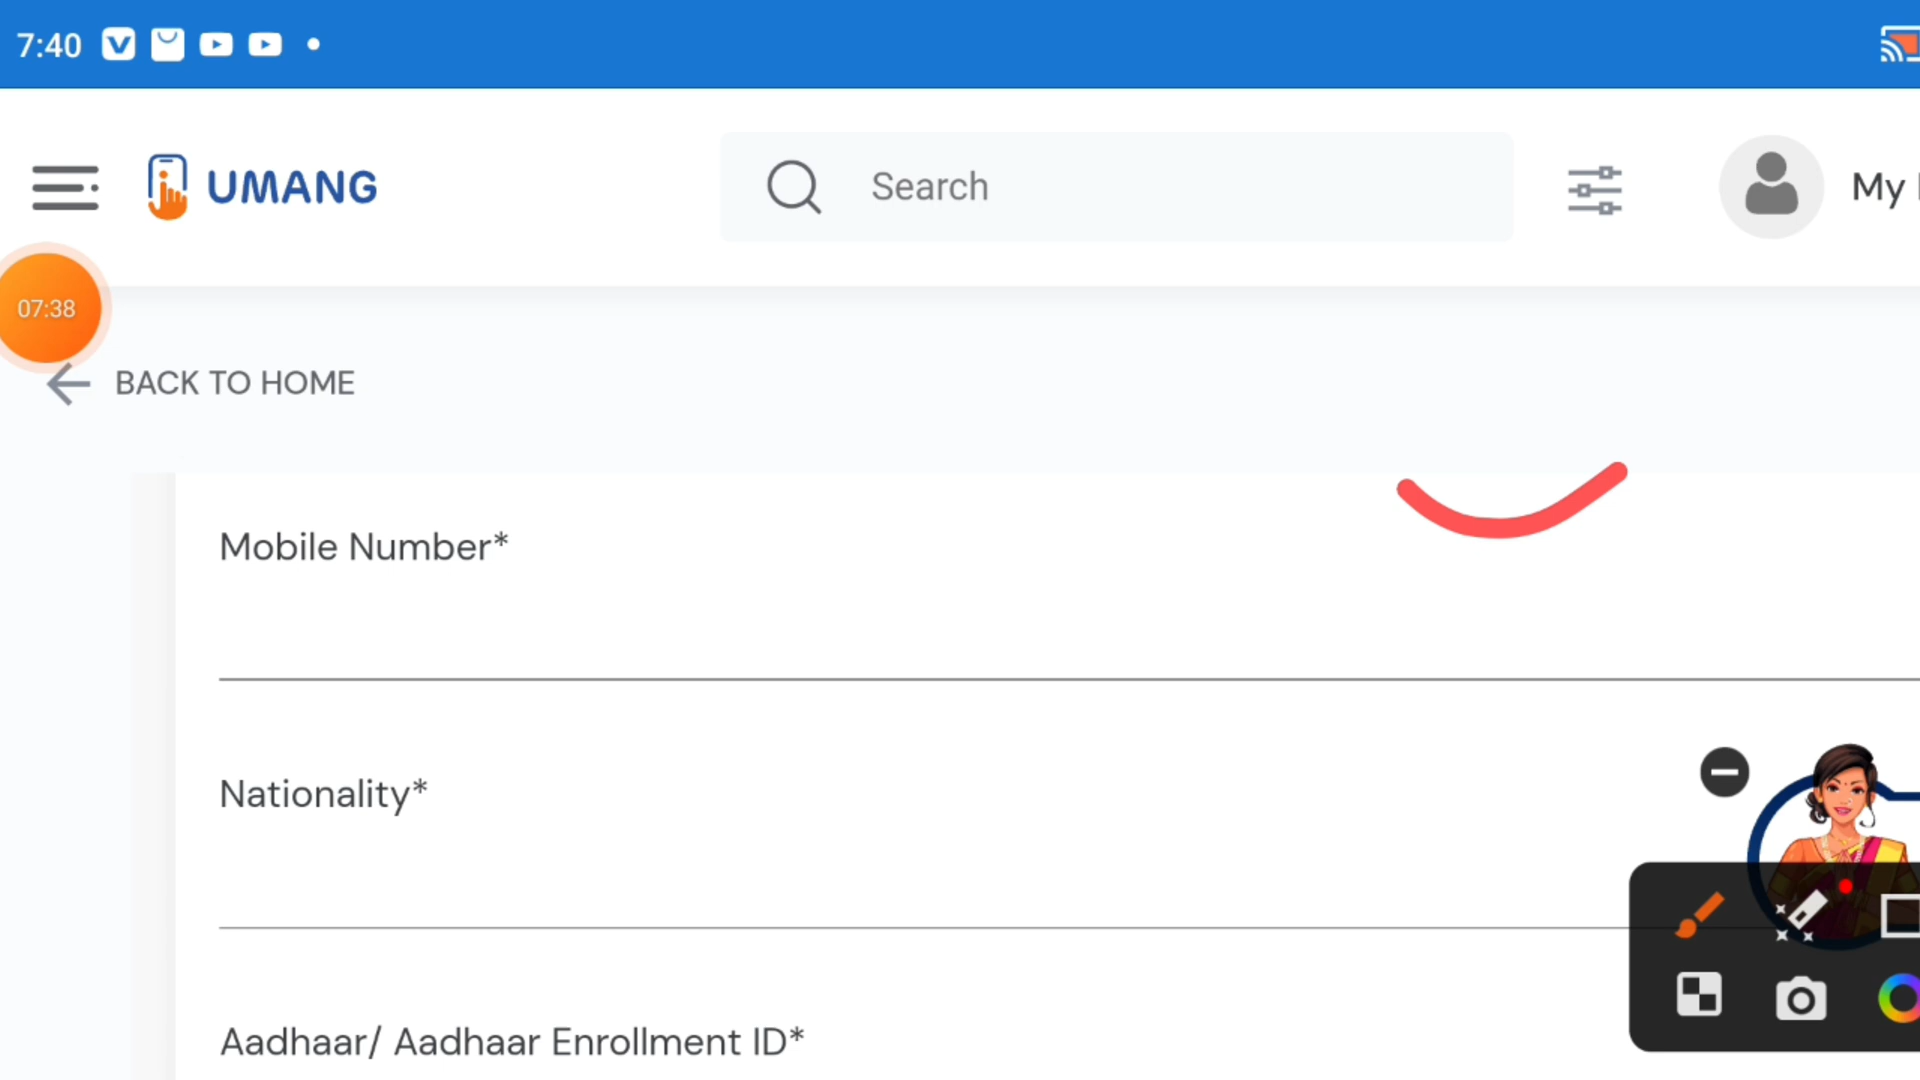 7:40
UMANG
Search
My
07:38
BACK TO HOME
Mobile Number*
Nationality*
Aadhaar/ Aadhaar Enrollment ID*